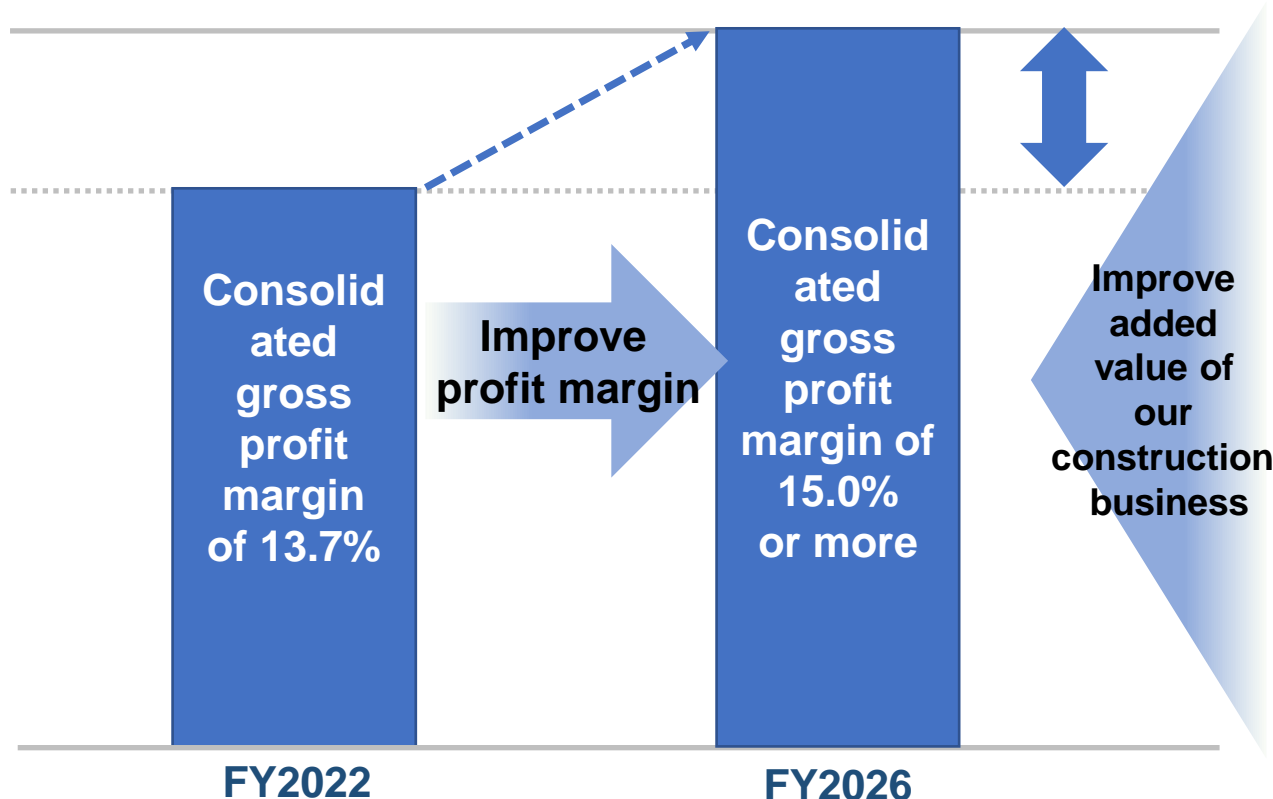 Consolid
ated
gross
profit
margin
of 13.7%
Improve
profit margin
Consolid
ated
gross
profit
margin of
15.0%
or more
Improve
added
value of
our
construction
business
FY2022
FY2026